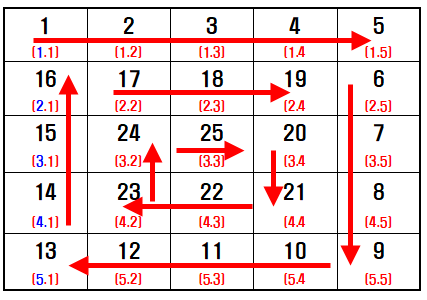 1 2 3 4 5
(1.1) (1.2) (1.3) (1.4 (1.5)
16 17 18 19 6
(2.1) (2.2) (2.3) (2.4 (2.5)
15 24 25 20 7
(3.1) (3.2) (3.3) (3.4 (3.5)
14 23 22 21 8
(4.1) (4.2) (4.3) (4.4 (4.5)
13 12 11 10 9
(5.1) (5.2) (5.3) (5.4 (5.5)